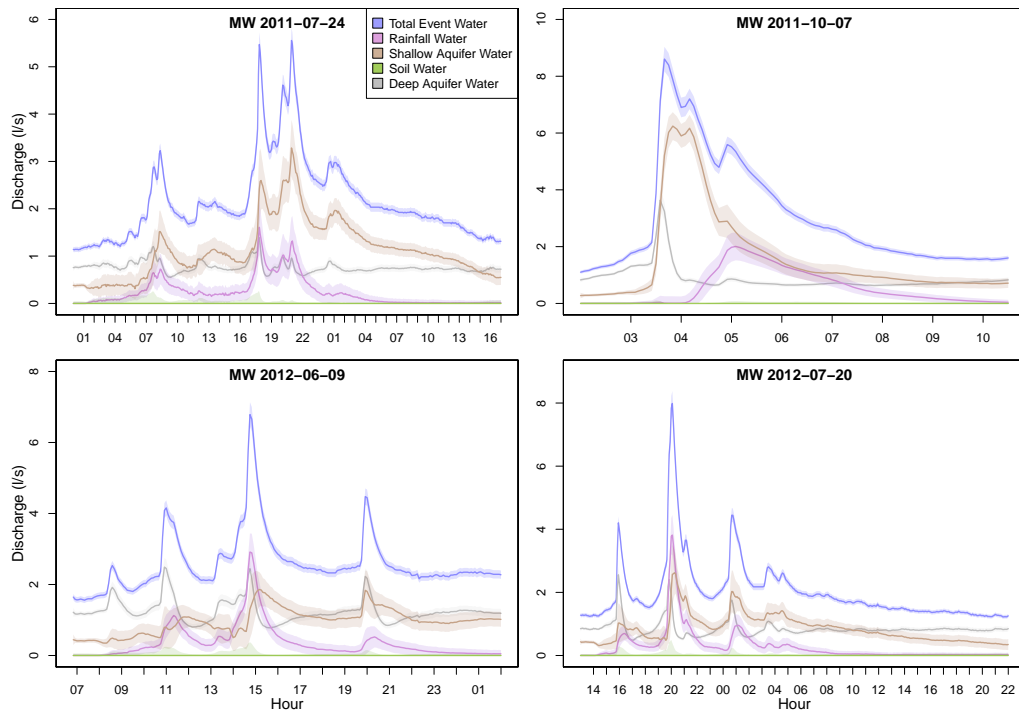 MW 2011−07−24
Total Event Water
Rainfall Water
Shallow Aquifer Water
Soil Water
Deep Aquifer Water
Discharge (l/s)
6
5
4
3
2
1
0
01 04 07 10 13 16 19 22 01 04 07 10 13 16
MW 2011−10−07
10
8
6
4
2
0
03 04 05 06 07 08 09 10
MW 2012−06−09
Discharge (l/s)
8
6
4
2
0
07 09 11 13 15 17 19 21 23 01
Hour
MW 2012−07−20
8
6
4
2
0
14 16 18 20 22 00 02 04 06 08 10 12 14 16 18 20 22
Hour